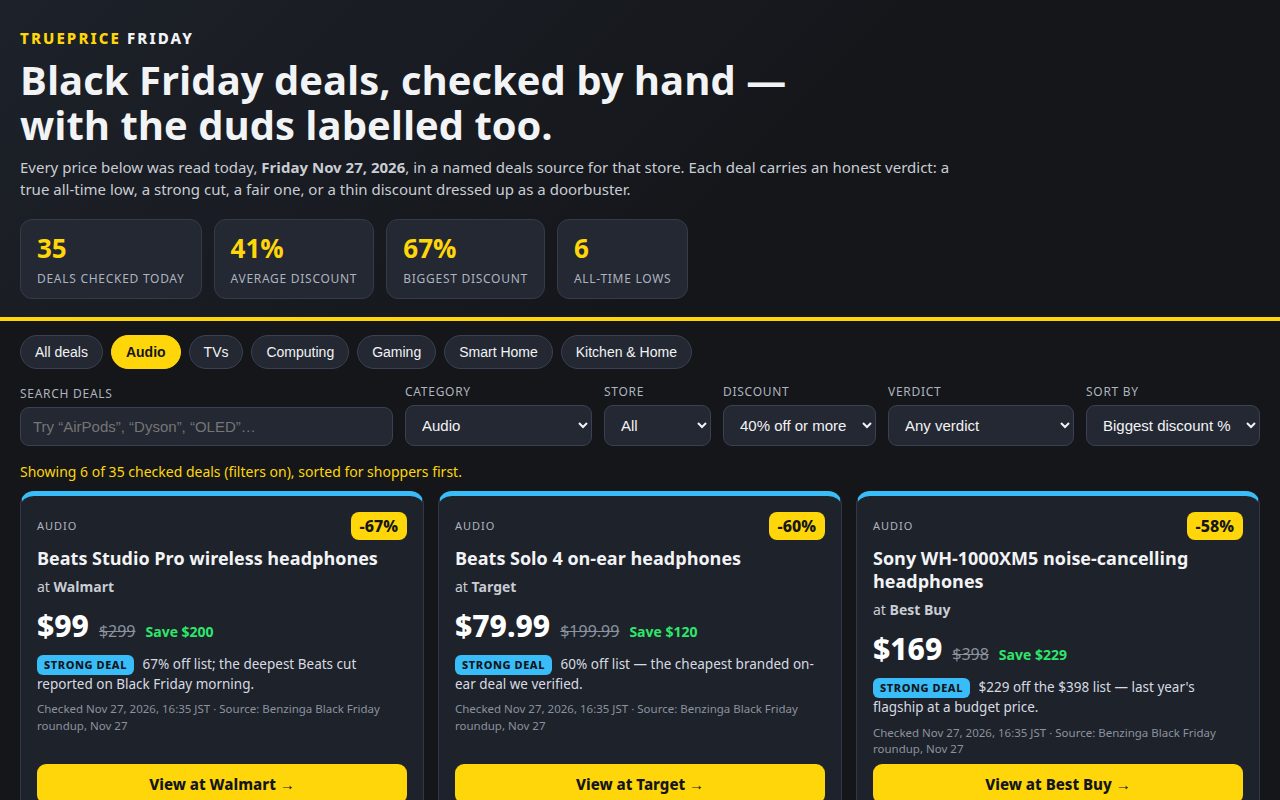 TRUEPRICE FRIDAY
Black Friday deals, checked by hand —
with the duds labelled too.
Every price below was read today, Friday Nov 27, 2026, in a named deals source for that store. Each deal carries an honest verdict: a
true all-time low, a strong cut, a fair one, or a thin discount dressed up as a doorbuster.
35
DEALS CHECKED TODAY
41%
AVERAGE DISCOUNT
67%
BIGGEST DISCOUNT
6
ALL-TIME LOWS
All deals
Audio
TVs
Computing
Gaming
Smart Home
Kitchen & Home
SEARCH DEALS
Try “AirPods”, “Dyson”, “OLED”…
CATEGORY
Audio
STORE
All
DISCOUNT
40% off or more
VERDICT
Any verdict
SORT BY
Biggest discount %
Showing 6 of 35 checked deals (filters on), sorted for shoppers first.
AUDIO
-67%
Beats Studio Pro wireless headphones
at Walmart
$99 $299 Save $200
STRONG DEAL 67% off list; the deepest Beats cut
reported on Black Friday morning.
Checked Nov 27, 2026, 16:35 JST · Source: Benzinga Black Friday
roundup, Nov 27
View at Walmart →
AUDIO
-60%
Beats Solo 4 on-ear headphones
at Target
$79.99 $199.99 Save $120
STRONG DEAL 60% off list — the cheapest branded on-
ear deal we verified.
Checked Nov 27, 2026, 16:35 JST · Source: Benzinga Black Friday
roundup, Nov 27
View at Target →
AUDIO
-58%
Sony WH-1000XM5 noise-cancelling
headphones
at Best Buy
$169 $398 Save $229
STRONG DEAL $229 off the $398 list — last year's
flagship at a budget price.
Checked Nov 27, 2026, 16:35 JST · Source: Benzinga Black Friday
roundup, Nov 27
View at Best Buy →